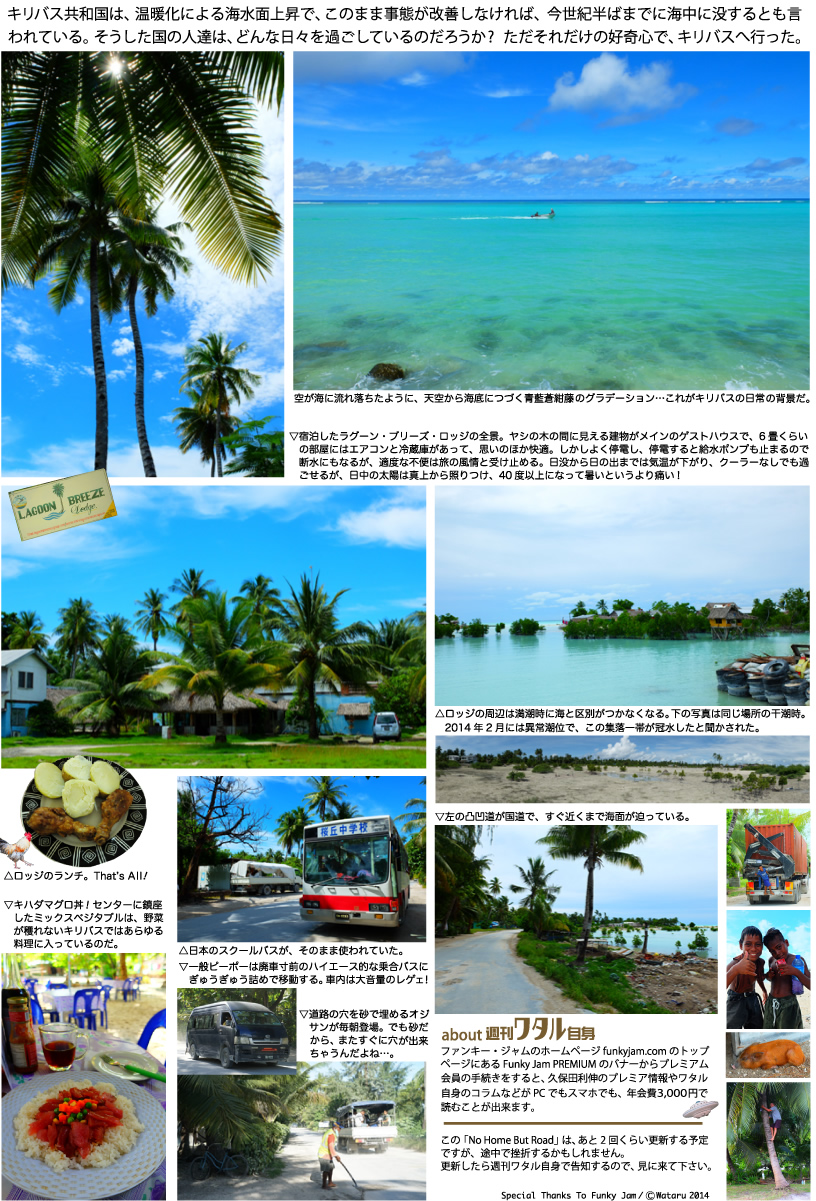 キリバス共和国は、温暖化による海水面上昇で、このまま事態が改善しなければ、今世紀半ばまでに海中に没するとも言
われている。そうした国の人達は、どんな日々を過ごしているのだろうか? ただそれだけの好奇心で、キリバスへ行った。
空が海に流れ落ちたように、天空から海底につづく青藍蒼紺藤のグラデーション…これがキリバスの日常の背景だ。
▽宿泊したラグーン・ブリーズ・ロッジの全景。ヤシの木の間に見える建物がメインのゲストハウスで、6畳くらい
の部屋にはエアコンと冷蔵庫があって、思いのほか快適。しかしよく停電し、停電すると給水ポンプも止まるので
断水にもなるが、適度な不便は旅の風情と受け止める。日没から日の出までは気温が下がり、クーラーなしでも過
ごせるが、日中の太陽は真上から照りつけ、40度以上になって暑いというより痛い!
LAGOON BREEZE
Lodge
△ロッジの周辺は満潮時に海と区別がつかなくなる。下の写真は同じ場所の干潮時。
2014年2月には異常潮位で、この集落一帯が冠水したと聞かされた。
△ロッジのランチ。That's All!
▽キハダマグロ丼!センターに鎮座
したミックスベジタブルは、野菜
が穫れないキリバスではあらゆる
料理に入っているのだ。
桜丘中学校
△日本のスクールバスが、そのまま使われていた。
▽一般ピーポーは廃車寸前のハイエース的な乗合バスに
ぎゅうぎゅう詰めで移動する。車内は大音量のレゲエ!
▽道路の穴を砂で埋めるオジ
サンが毎朝登場。でも砂だ
から、またすぐに穴が出来
ちゃうんだよね…。
▽左の凸凹道が国道で、すぐ近くまで海面が迫っている。
about 週刊ワタル自身
ファンキー・ジャムのホームページfunkyjam.comのトップ
ページにあるFunky Jam PREMIUMのバナーからプレミアム
会員の手続きをすると、久保田利伸のプレミア情報やワタル
自身のコラムなどがPCでもスマホでも、年会費3,000円で
読むことが出来ます。
この「No Home But Road」は、あと2回くらい更新する予定
ですが、途中で挫折するかもしれません。
更新したら週刊ワタル自身で告知するので、見に来て下さい。
Special Thanks To Funky Jam/©Wataru 2014